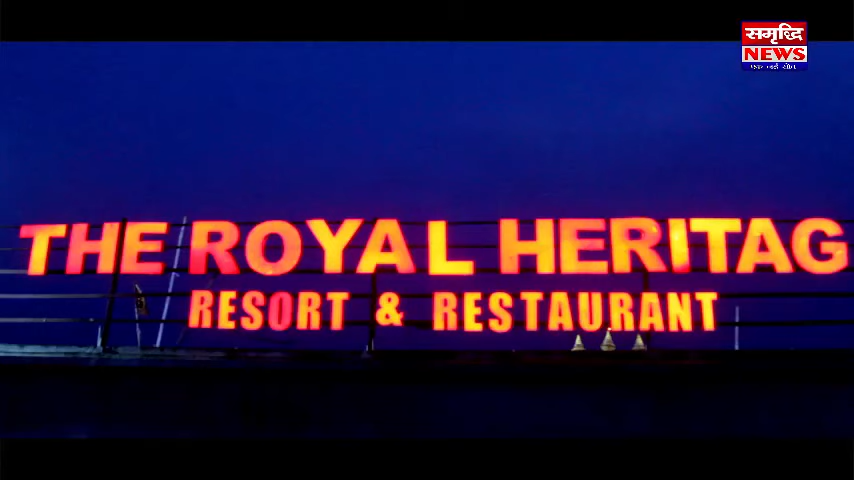 समृद्धि
NEWS
THE ROYAL HERITAG
RESORT & RESTAURANT